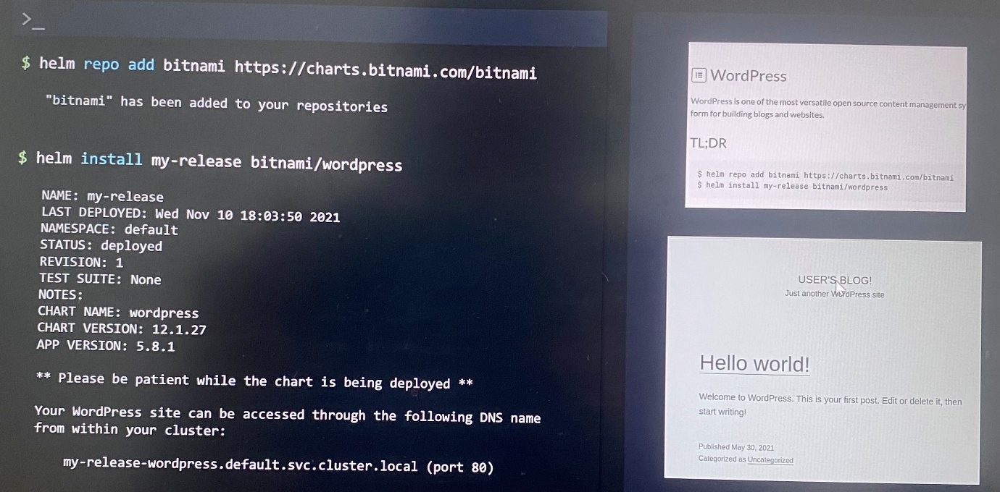 >_
$ helm repo add bitnami https://charts.bitnami.com/bitnami
"bitnami" has been added to your repositories
$ helm install my-release bitnami/wordpress
NAME: my-release
LAST DEPLOYED: Wed Nov 10 18:03:50 2021
NAMESPACE: default
STATUS: deployed
REVISION: 1
TEST SUITE: None
NOTES:
CHART NAME: wordpress
CHART VERSION: 12.1.27
APP VERSION: 5.8.1
** Please be patient while the chart is being deployed **
Your WordPress site can be accessed through the following DNS name
from within your cluster:
my-release-wordpress.default.svc.cluster.local (port 80)
WordPress
WordPress is one of the most versatile open source content management sy
form for building blogs and websites.
TL;DR
$ helm repo add bitnami https://charts.bitnami.com/bitnami
$ helm install my-release bitnami/wordpress
USER'S BLOG!
Just another WordPress site
Hello world!
Welcome to WordPress. This is your first post. Edit or delete it, then
start writing!
Published May 30, 2021
Categorized as Uncategorized